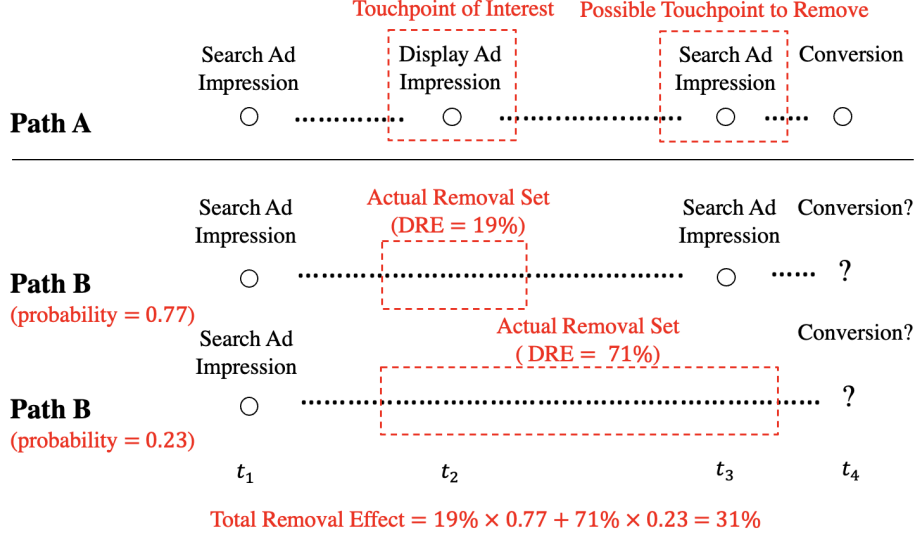 Touchpoint of Interest
Possible Touchpoint to Remove
Search Ad
Impression
Display Ad
Impression
Search Ad
Impression
Conversion
Path A
Search Ad
Impression
Actual Removal Set
(DRE = 19%)
Search Ad
Impression
Conversion?
?
Path B
(probability = 0.77)
Search Ad
Impression
Actual Removal Set
( DRE = 71%)
Conversion?
?
Path B
(probability = 0.23)
t₁ t₂ t₃ t₄
Total Removal Effect = 19% × 0.77 + 71% × 0.23 = 31%